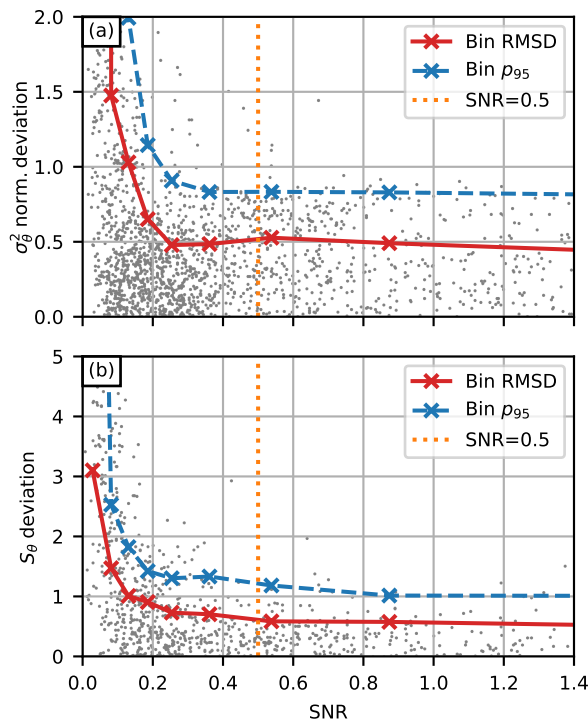 (a)
Bin RMSD
Bin p95
SNR=0.5
σθ² norm. deviation
2.0
1.5
1.0
0.5
0.0
(b)
Bin RMSD
Bin p95
SNR=0.5
Sθ deviation
5
4
3
2
1
0
0.0 0.2 0.4 0.6 0.8 1.0 1.2 1.4
SNR